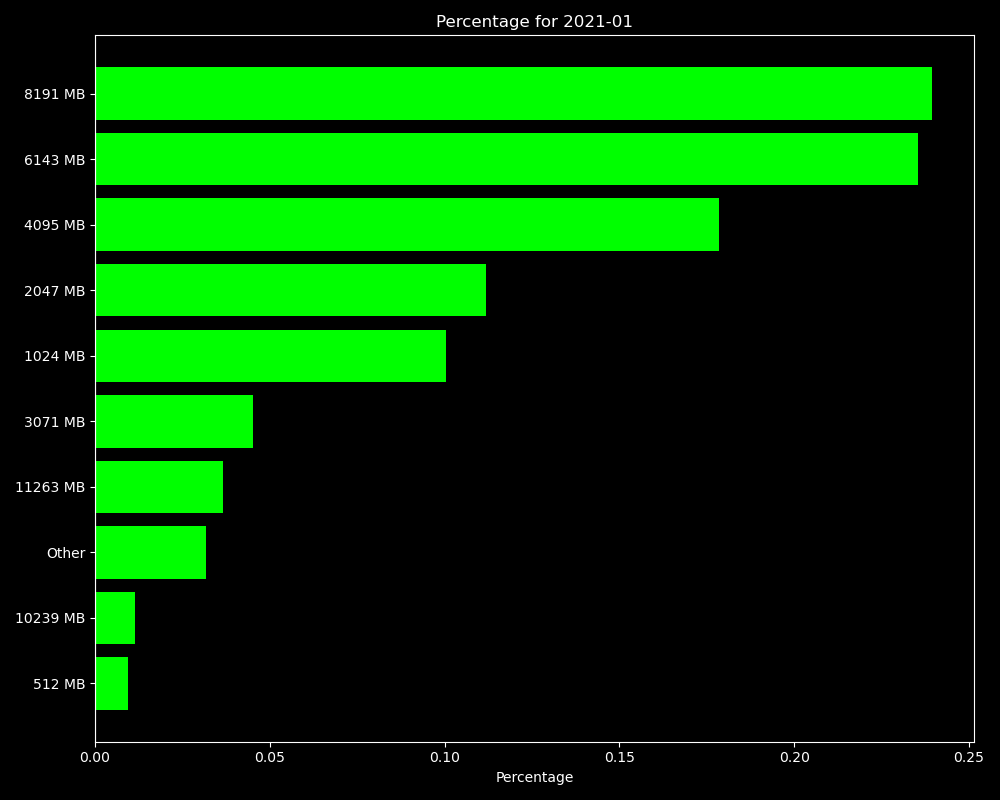 Percentage for 2021-01
8191 MB
6143 MB
4095 MB
2047 MB
1024 MB
3071 MB
11263 MB
Other
10239 MB
512 MB
0.00 0.05 0.10 0.15 0.20 0.25
Percentage